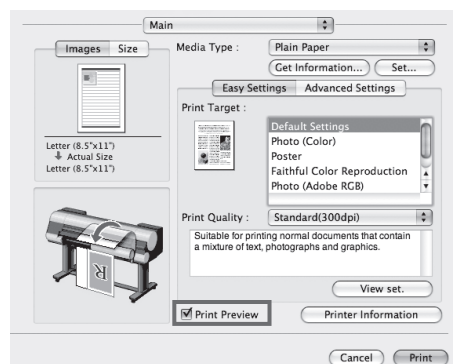 Main
Images Size
Media Type : Plain Paper
Get Information... Set...
Easy Settings Advanced Settings
Print Target :
Default Settings
Photo (Color)
Poster
Faithful Color Reproduction
Photo (Adobe RGB)
Letter (8.5"x11")
Actual Size
Letter (8.5"x11")
Print Quality : Standard(300dpi)
Suitable for printing normal documents that contain
a mixture of text, photographs and graphics.
View set.
R
Print Preview Printer Information
Cancel Print